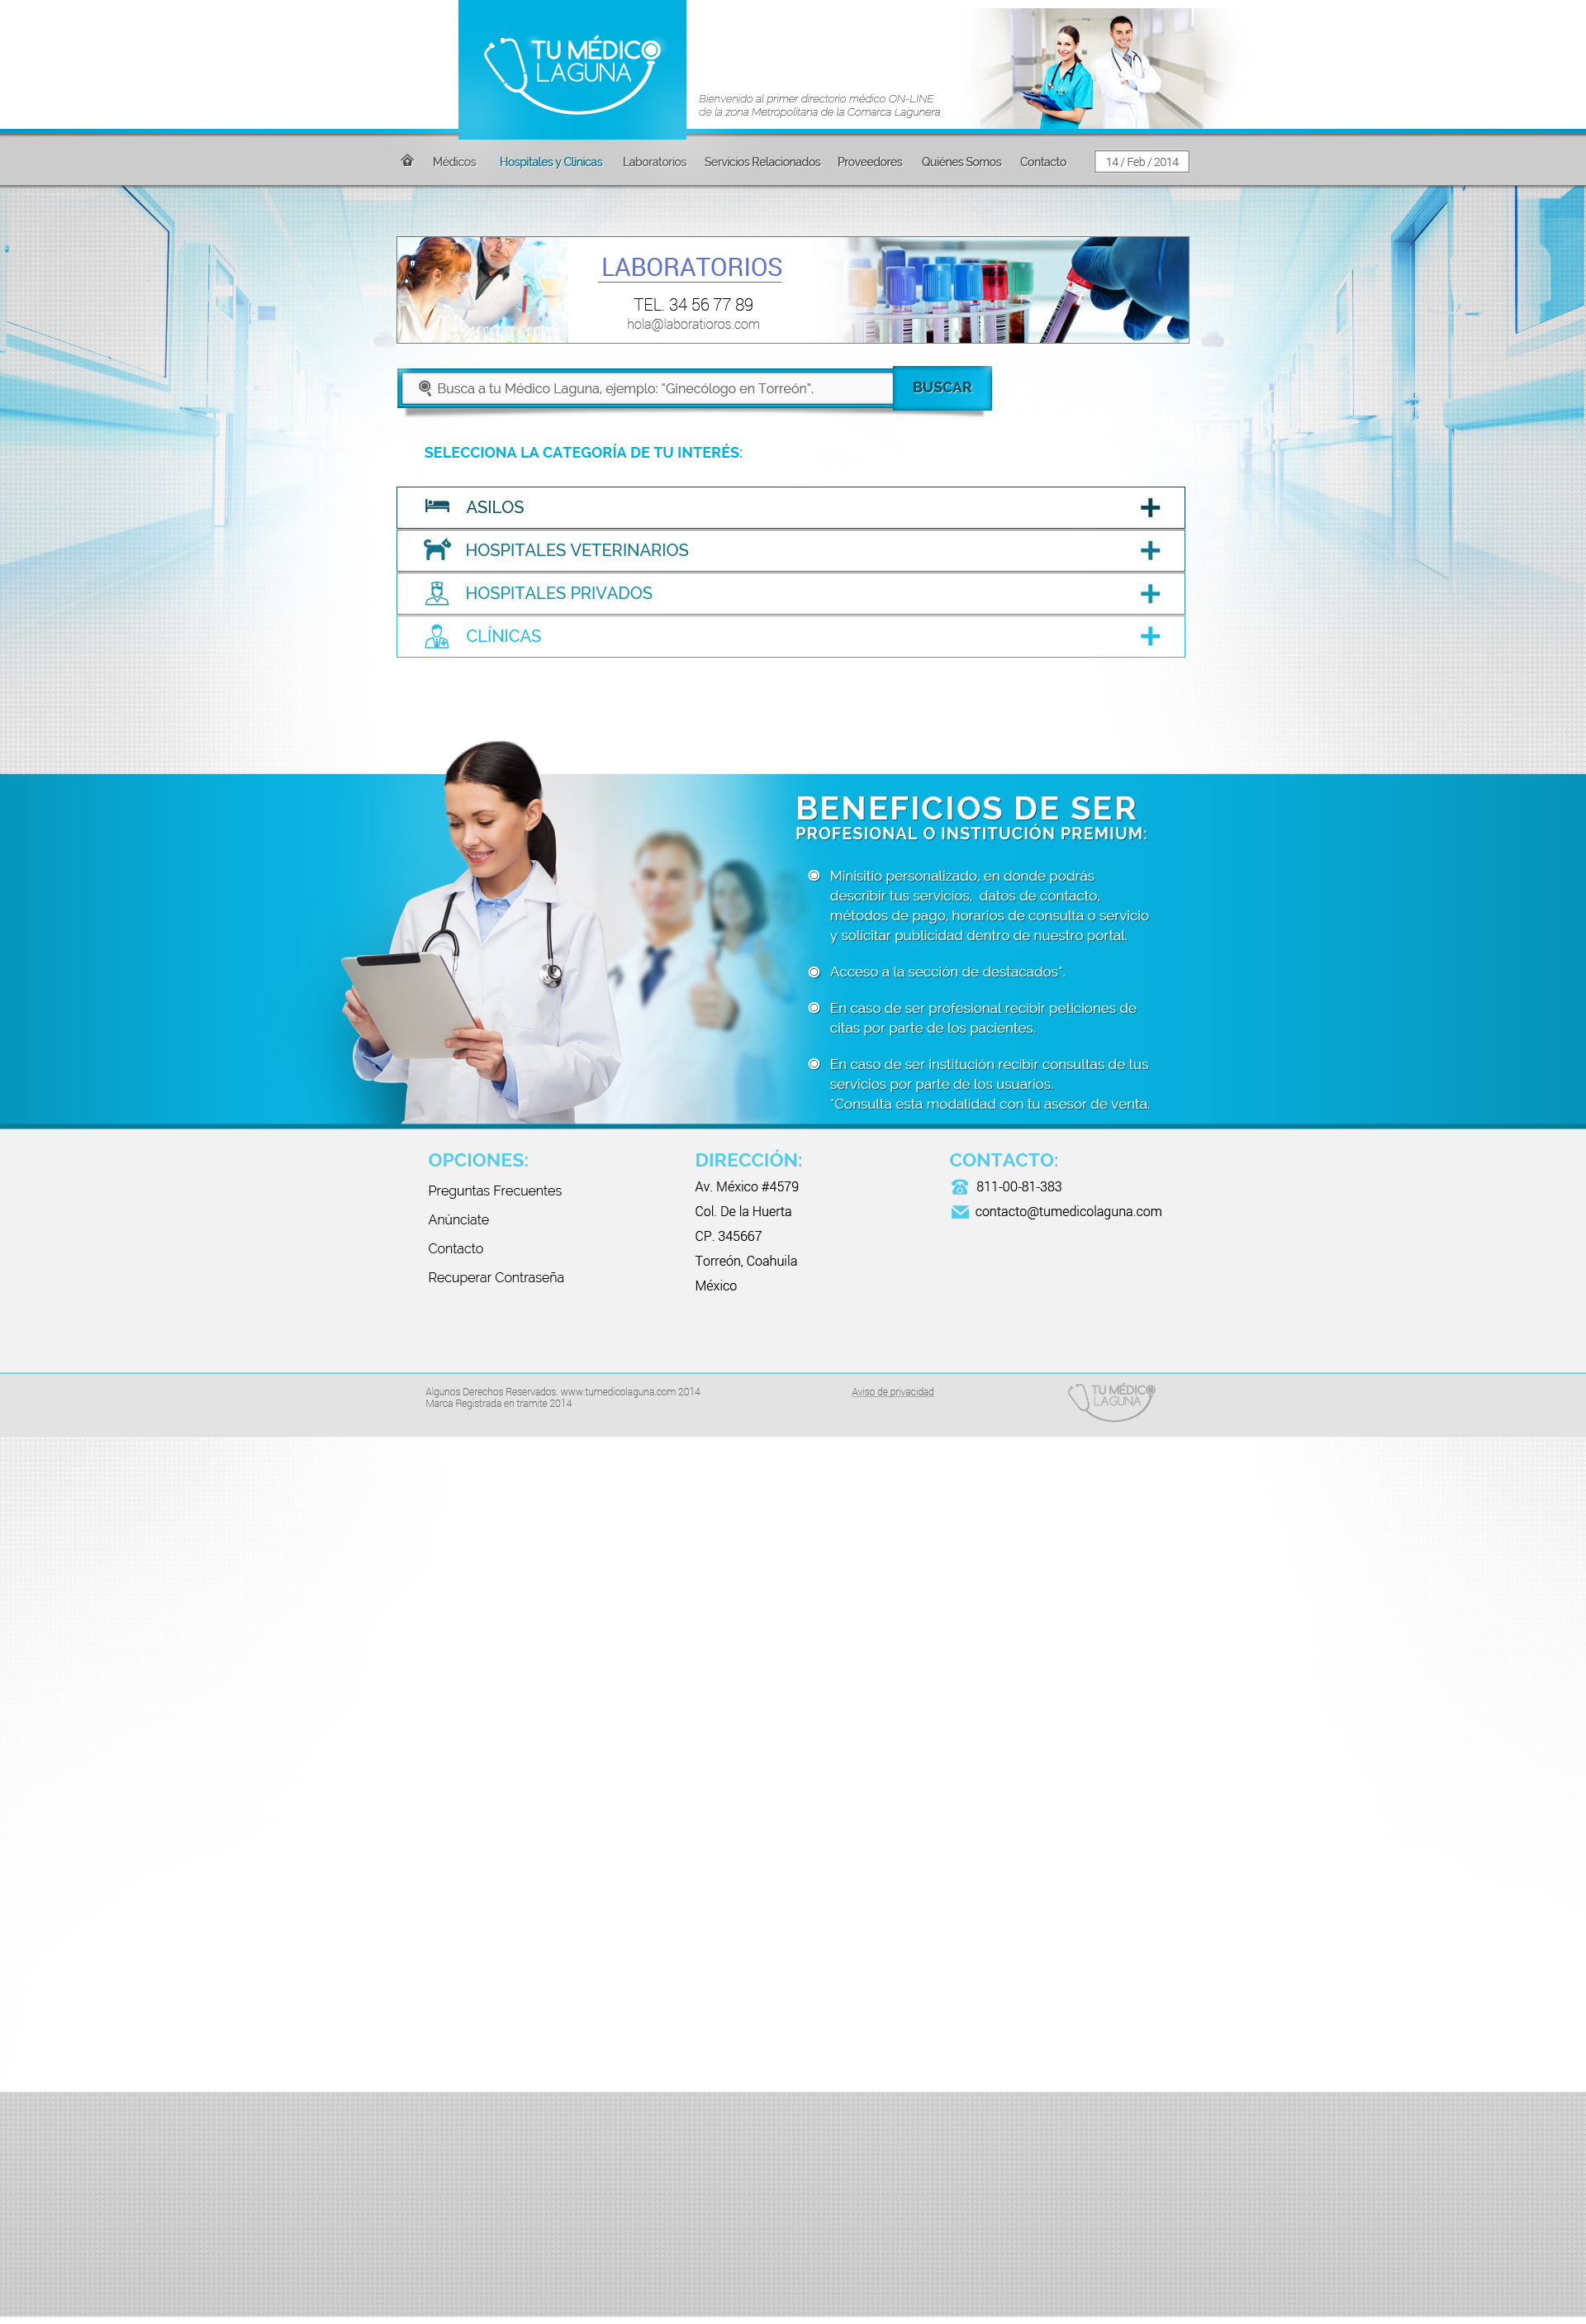 TU MÉDICO
LAGUNA
Bienvenido al primer directorio médico ON-LINE
de la zona Metropolitana de la Comarca Lagunera
Médicos Hospitales y Clínicas Laboratorios Servicios Relacionados Proveedores Quiénes Somos Contacto 14 / Feb / 2014
LABORATORIOS
TEL. 34 56 77 89
hola@laboratioros.com
Busca a tu Médico Laguna, ejemplo: "Ginecólogo en Torreón".
BUSCAR
SELECCIONA LA CATEGORÍA DE TU INTERÉS:
ASILOS
HOSPITALES VETERINARIOS
HOSPITALES PRIVADOS
CLÍNICAS
BENEFICIOS DE SER
PROFESIONAL O INSTITUCIÓN PREMIUM:
Minisitio personalizado, en donde podrás
describir tus servicios, datos de contacto,
métodos de pago, horarios de consulta o servicio
y solicitar publicidad dentro de nuestro portal.
Acceso a la sección de destacados*.
En caso de ser profesional recibir peticiones de
citas por parte de los pacientes.
En caso de ser institución recibir consultas de tus
servicios por parte de los usuarios.
*Consulta esta modalidad con tu asesor de venta.
OPCIONES:
Preguntas Frecuentes
Anúnciate
Contacto
Recuperar Contraseña
DIRECCIÓN:
Av. México #4579
Col. De la Huerta
CP. 345667
Torreón, Coahuila
México
CONTACTO:
811-00-81-383
contacto@tumedicolaguna.com
Algunos Derechos Reservados. www.tumedicolaguna.com 2014
Marca Registrada en tramite 2014
Aviso de privacidad
TU MÉDICO
LAGUNA